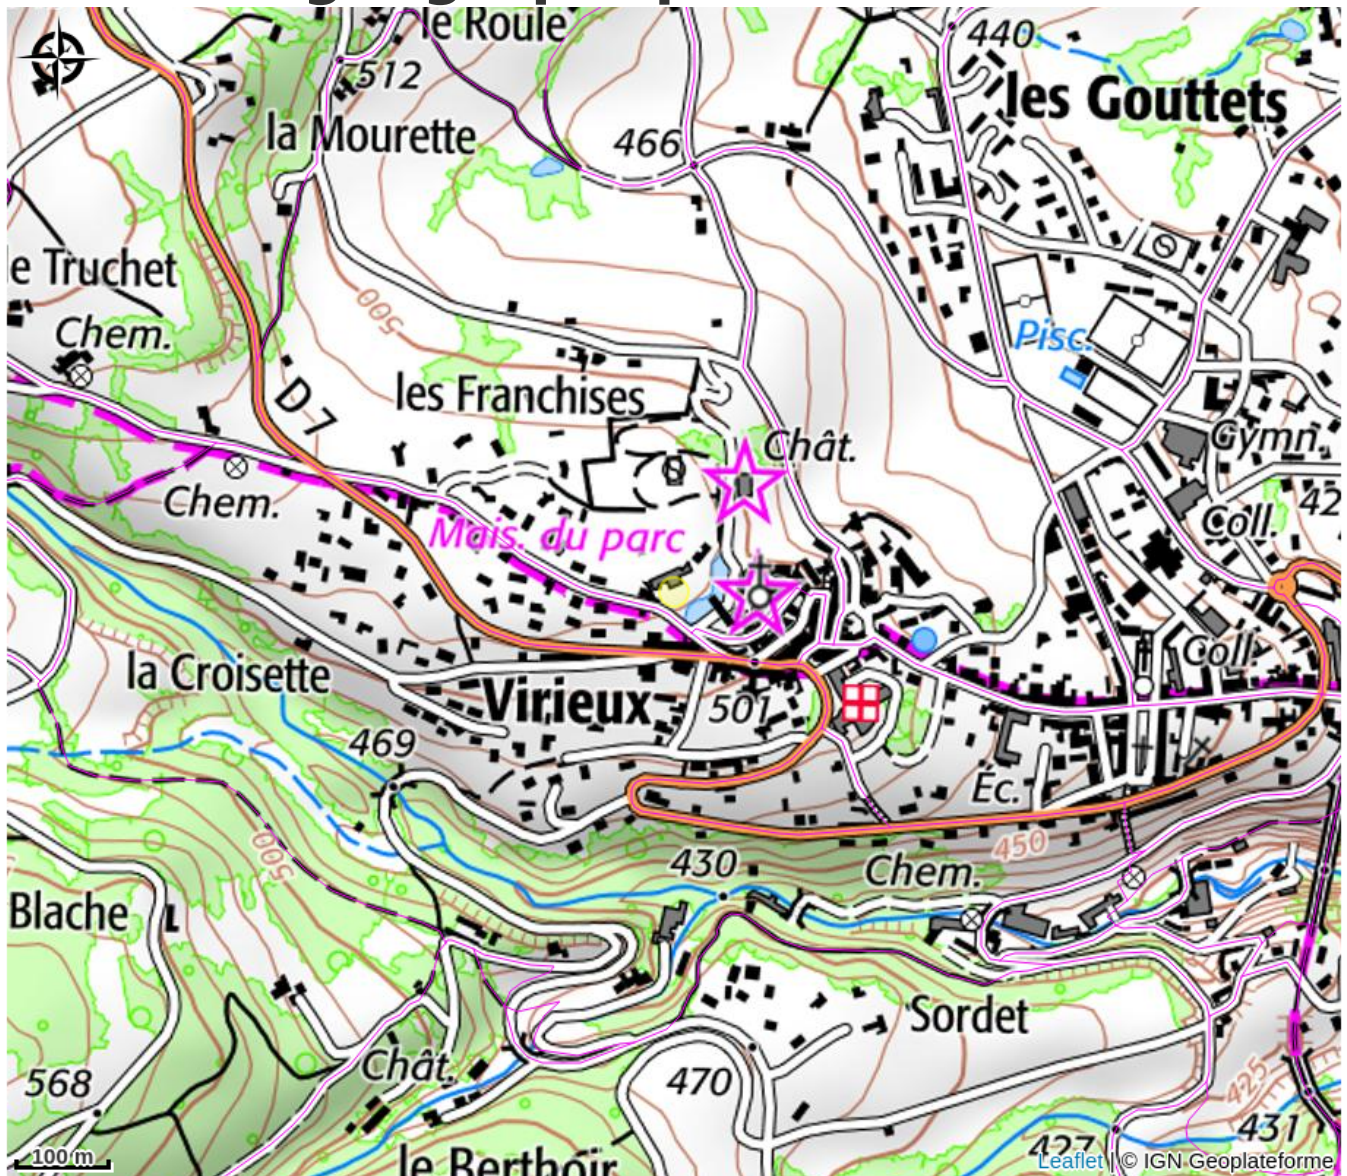 le Roule
440
512
les Gouttets
la Mourette
466
e Truchet
500
Chem.
Pisc.
D 7
les Franchises
Chât.
Gymn.
Chem.
42
Mais. du parc
Coll.
la Croisette
Coll.
Virieux
501
469
Éc.
500
450
430
Chem.
Blache
Sordet
Chât.
470
568
425
431
427
100 m
le Berthoir
Leaflet | © IGN Geoplateforme